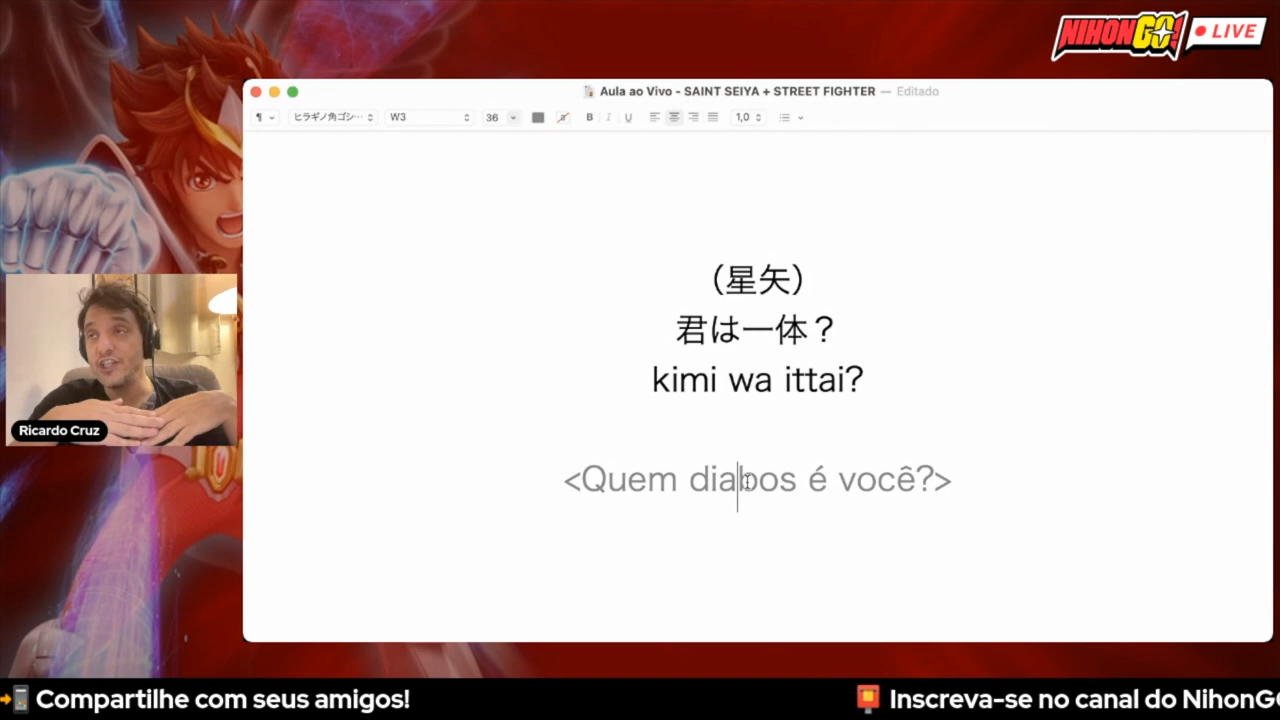 NIHONGO!
LIVE
Aula ao Vivo - SAINT SEIYA + STREET FIGHTER — Editado
¶ ヒラギノ角ゴシ… W3 36 B I U 1,0
（星矢）
君は一体？
kimi wa ittai?
<Quem diabos é você?>
Ricardo Cruz
Compartilhe com seus amigos!
Inscreva-se no canal do NihonG